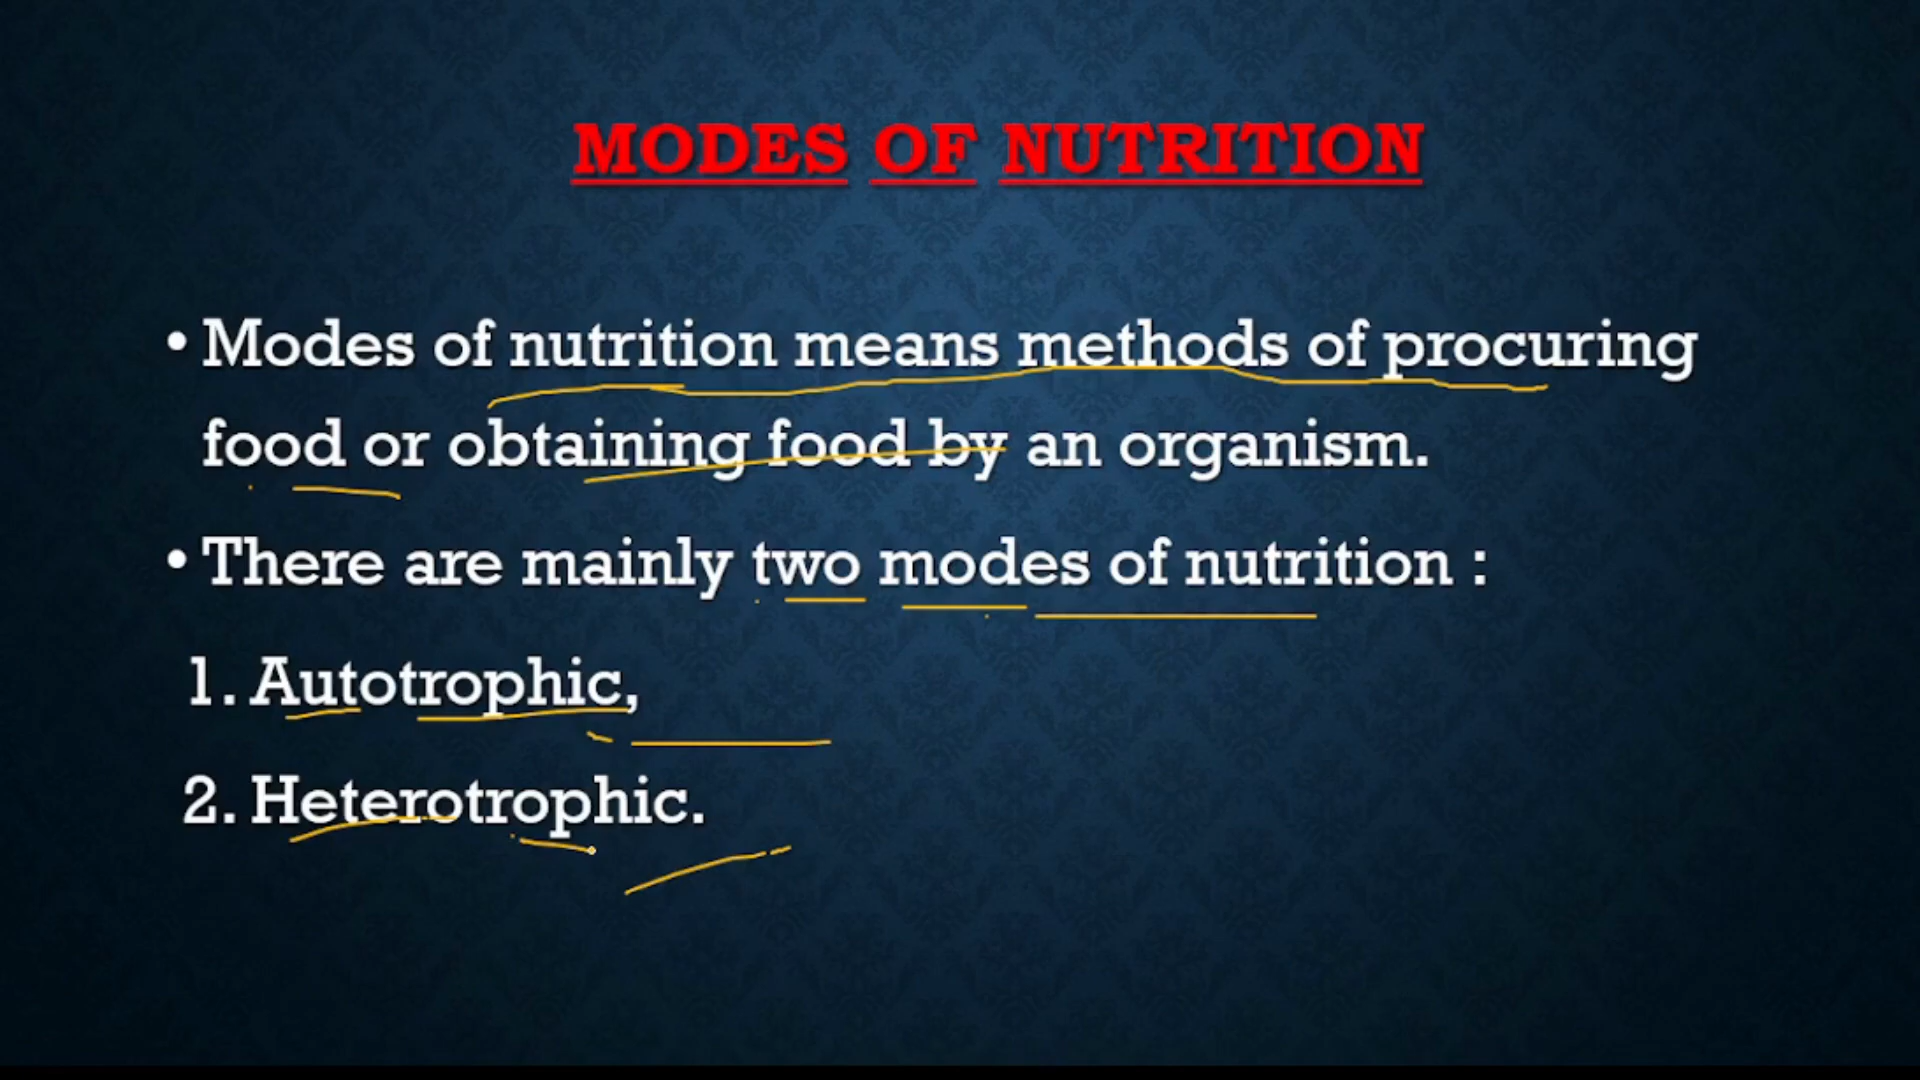 MODES OF NUTRITION
• Modes of nutrition means methods of procuring
food or obtaining food by an organism.
• There are mainly two modes of nutrition :
1. Autotrophic,
2. Heterotrophic.